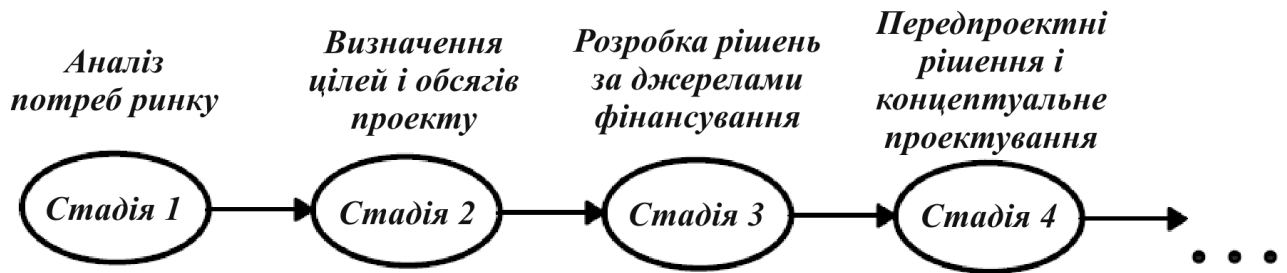 Аналіз
потреб ринку
Визначення
цілей і обсягів
проекту
Розробка рішень
за джерелами
фінансування
Передпроектні
рішення і
концептуальне
проектування
Стадія 1
Стадія 2
Стадія 3
Стадія 4